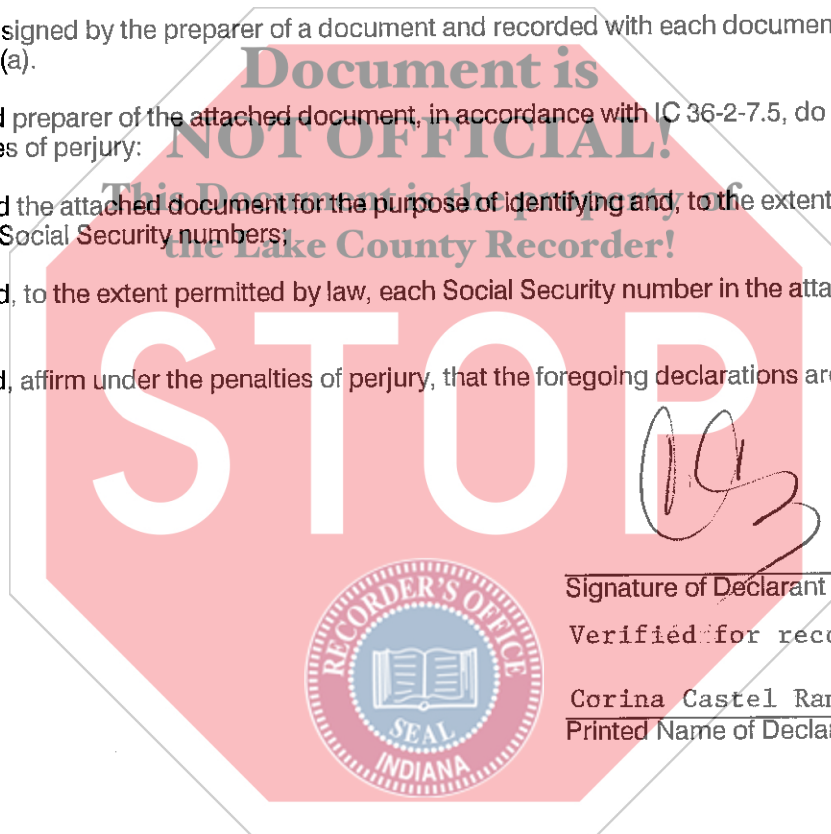 signed by the preparer of a document and recorded with each documen
(a).
Document is
preparer of the attached document, in accordance with IC 36-2-7.5, do
NOT OFFICIAL!
es of perjury:
This Document is the property of
the attached document for the purpose of identifying and, to the extent
Social Security numbers;
the Lake County Recorder!
d, to the extent permitted by law, each Social Security number in the atta
STOP
d, affirm under the penalties of perjury, that the foregoing declarations are
Signature of Declarant
RECORDER'S OFFICE
Verified for reco
SEAL
Corina Castel Ra
INDIANA
Printed Name of Declar